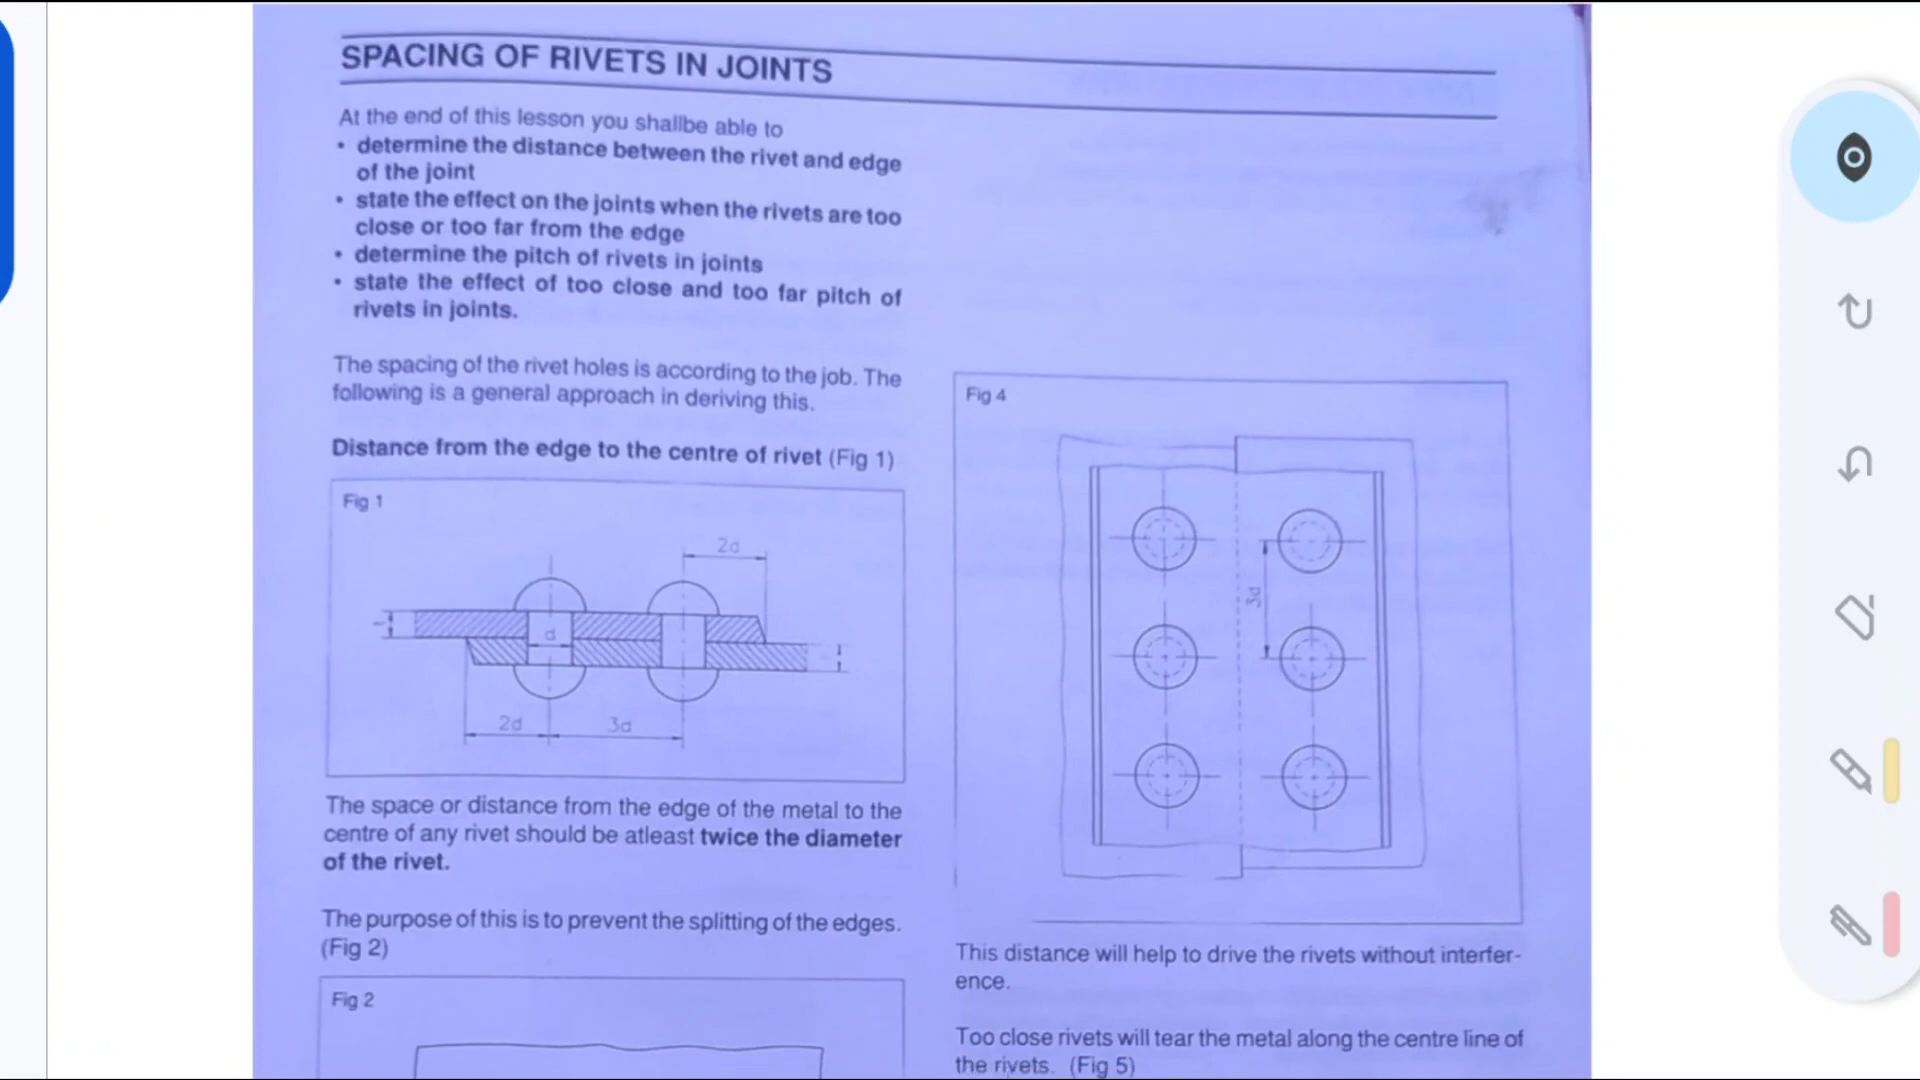 SPACING OF RIVETS IN JOINTS
At the end of this lesson you shallbe able to
• determine the distance between the rivet and edge
of the joint
• state the effect on the joints when the rivets are too
close or too far from the edge
• determine the pitch of rivets in joints
• state the effect of too close and too far pitch of
rivets in joints.
The spacing of the rivet holes is according to the job. The
following is a general approach in deriving this.
Distance from the edge to the centre of rivet (Fig 1)
Fig 1
2d
d
2d
3d
The space or distance from the edge of the metal to the
centre of any rivet should be atleast twice the diameter
of the rivet.
The purpose of this is to prevent the splitting of the edges.
(Fig 2)
Fig 2
Fig 4
3d
This distance will help to drive the rivets without interfer-
ence.
Too close rivets will tear the metal along the centre line of
the rivets. (Fig 5)